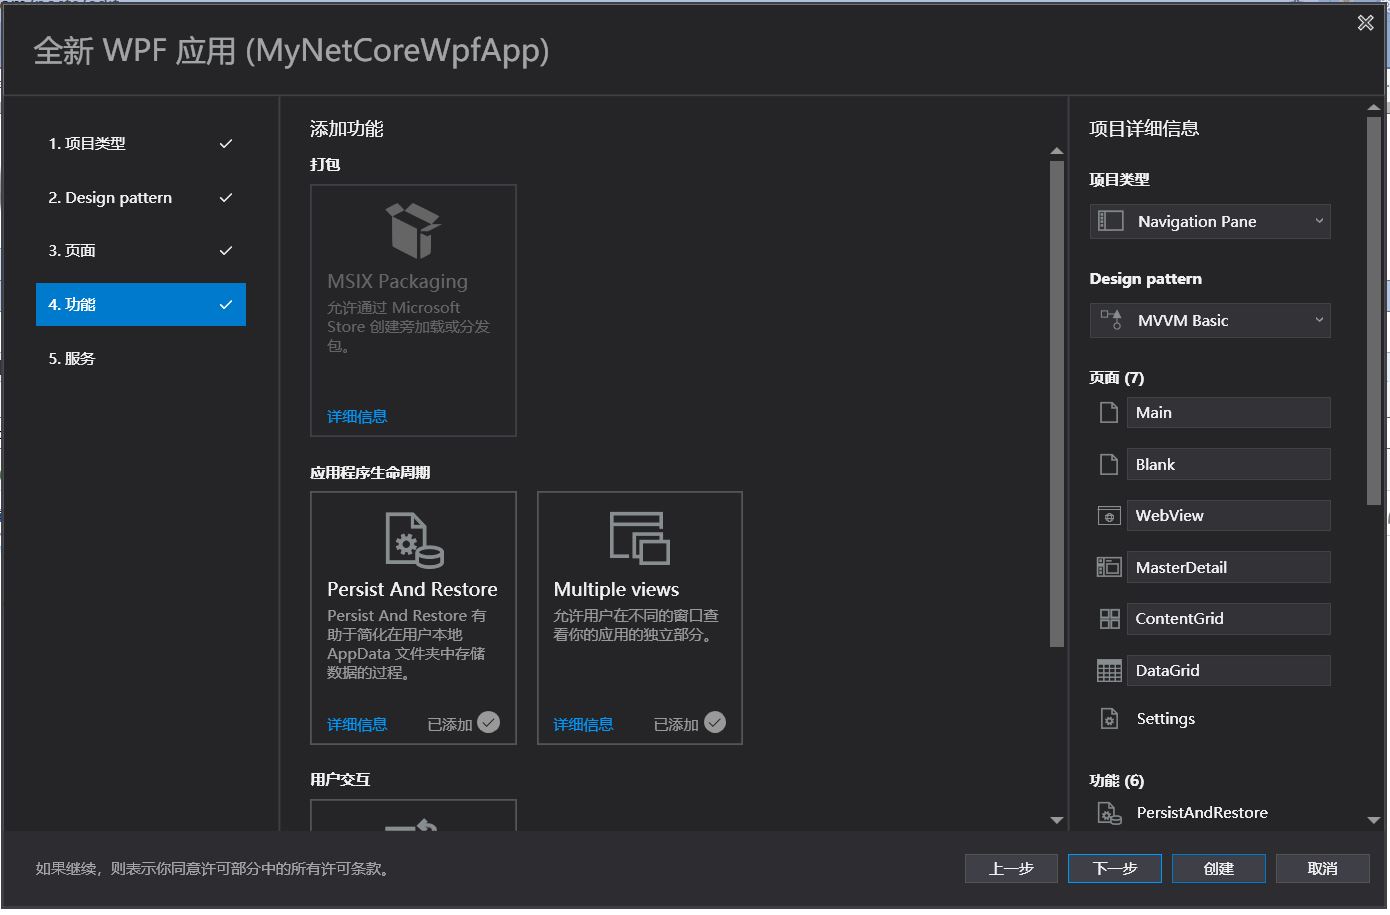 全新 WPF 应用 (MyNetCoreWpfApp)
1. 项目类型
2. Design pattern
3. 页面
4. 功能
5. 服务
添加功能
打包
MSIX Packaging
允许通过 Microsoft
Store 创建旁加载或分发
包。
详细信息
应用程序生命周期
Persist And Restore
Persist And Restore 有
助于简化在用户本地
AppData 文件夹中存储
数据的过程。
详细信息
已添加
Multiple views
允许用户在不同的窗口查
看你的应用的独立部分。
详细信息
已添加
用户交互
项目详细信息
项目类型
Navigation Pane
Design pattern
MVVM Basic
页面 (7)
Main
Blank
WebView
MasterDetail
ContentGrid
DataGrid
Settings
功能 (6)
PersistAndRestore
如果继续，则表示你同意许可部分中的所有许可条款。
上一步
下一步
创建
取消